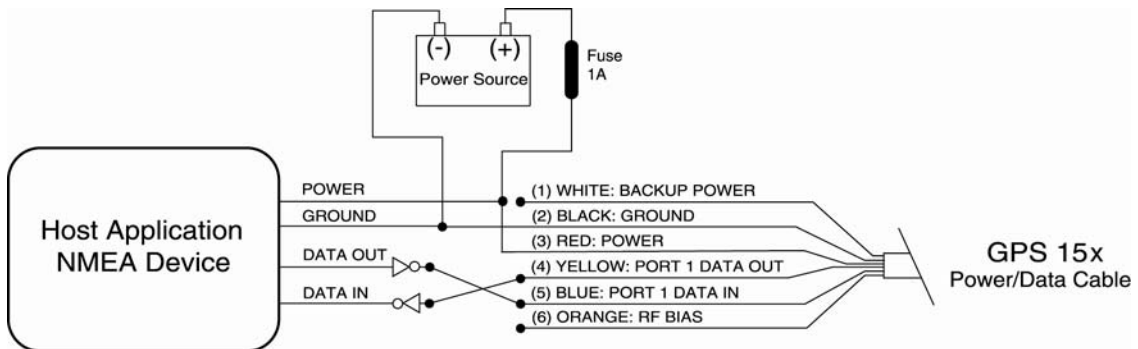 (-) (+)
Power Source
Fuse
1A
Host Application
NMEA Device
POWER
GROUND
DATA OUT
DATA IN
(1) WHITE: BACKUP POWER
(2) BLACK: GROUND
(3) RED: POWER
(4) YELLOW: PORT 1 DATA OUT
(5) BLUE: PORT 1 DATA IN
(6) ORANGE: RF BIAS
GPS 15x
Power/Data Cable